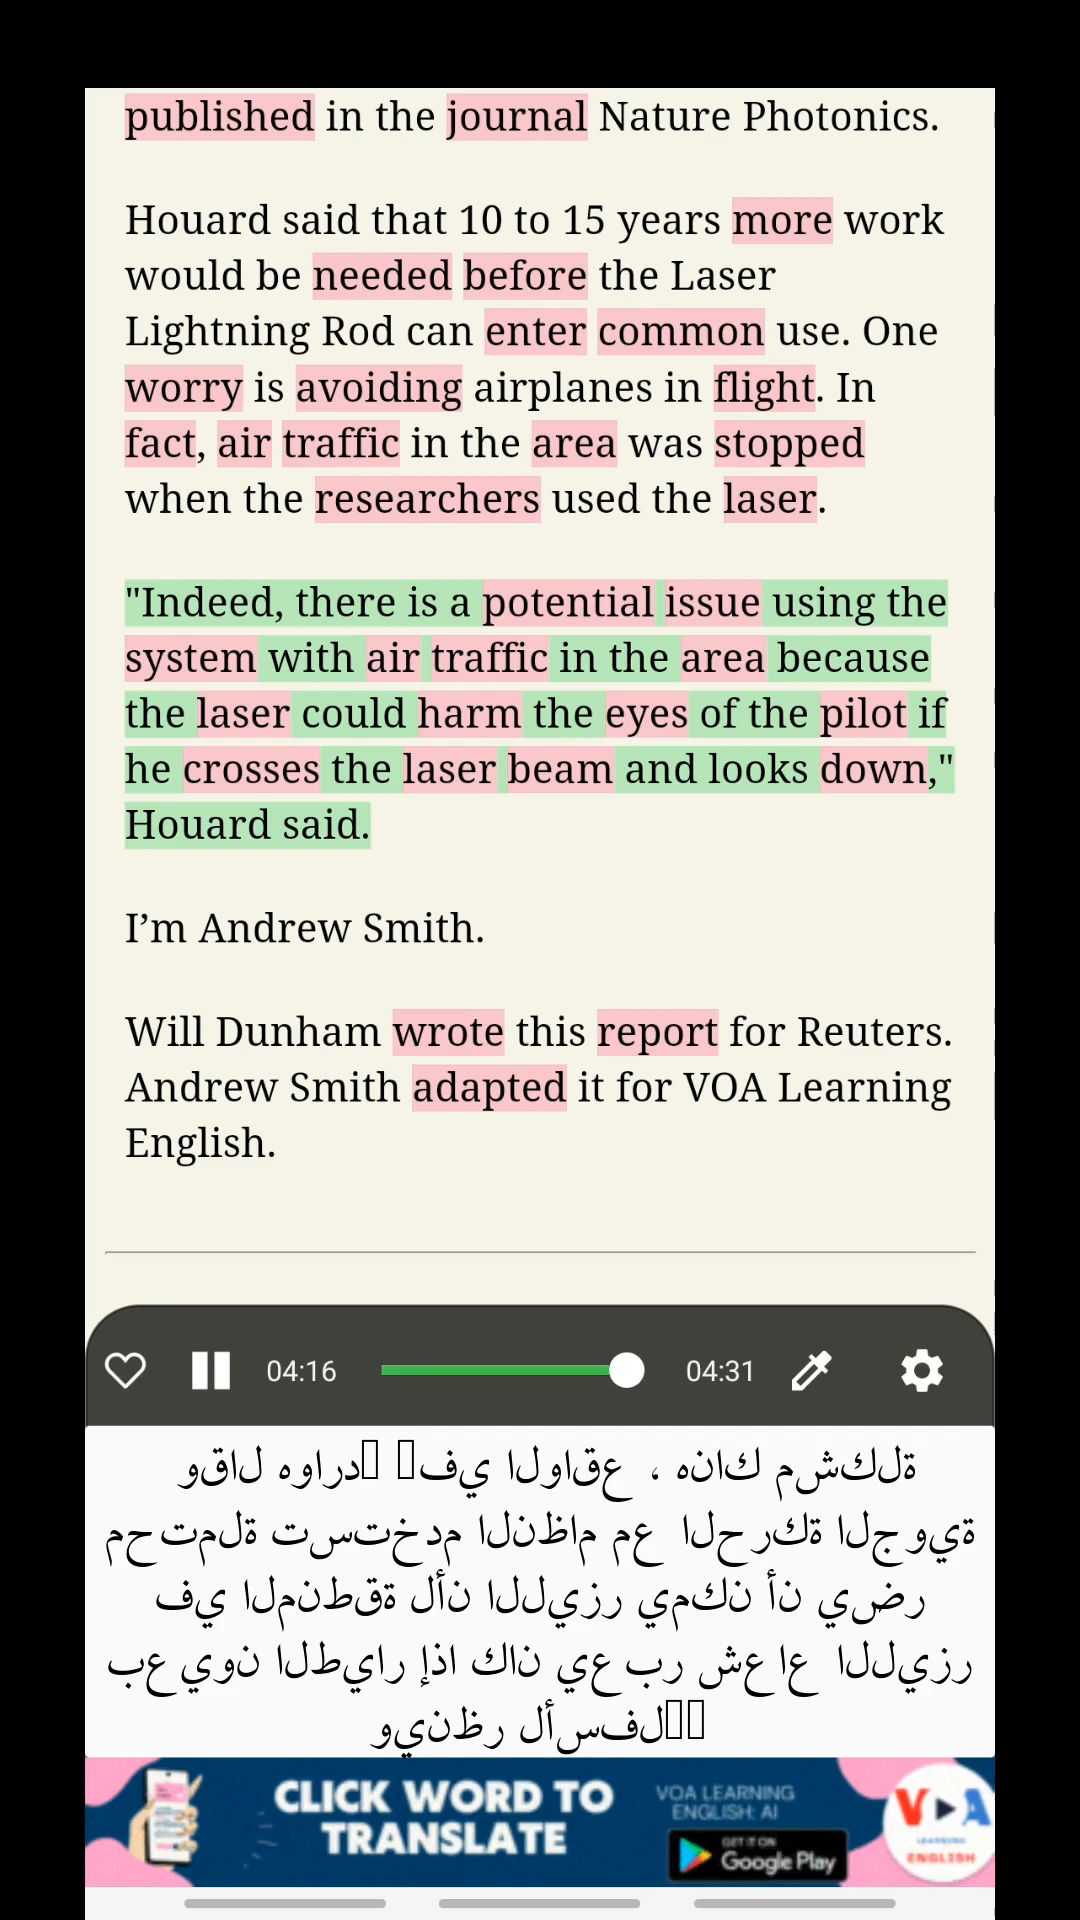 published in the journal Nature Photonics.
Houard said that 10 to 15 years more work
would be needed before the Laser
Lightning Rod can enter common use. One
worry is avoiding airplanes in flight. In
fact, air traffic in the area was stopped
when the researchers used the laser.
"Indeed, there is a potential issue using the
system with air traffic in the area because
the laser could harm the eyes of the pilot if
he crosses the laser beam and looks down,"
Houard said.
I’m Andrew Smith.
Will Dunham wrote this report for Reuters.
Andrew Smith adapted it for VOA Learning
English.
04:16 04:31
وقال هوارد في الواقع ، هناك مشكلة
محتملة تستخدم النظام مع الحركة الجوية
في المنطقة لأن الليزر يمكن أن يضر
بعيون الطيار إذا كان يعبر شعاع الليزر
وينظر لأسفل
CLICK WORD TO
TRANSLATE
VOA LEARNING
ENGLISH: AI
GET IT ON
Google Play
VOA
LEARNING
ENGLISH